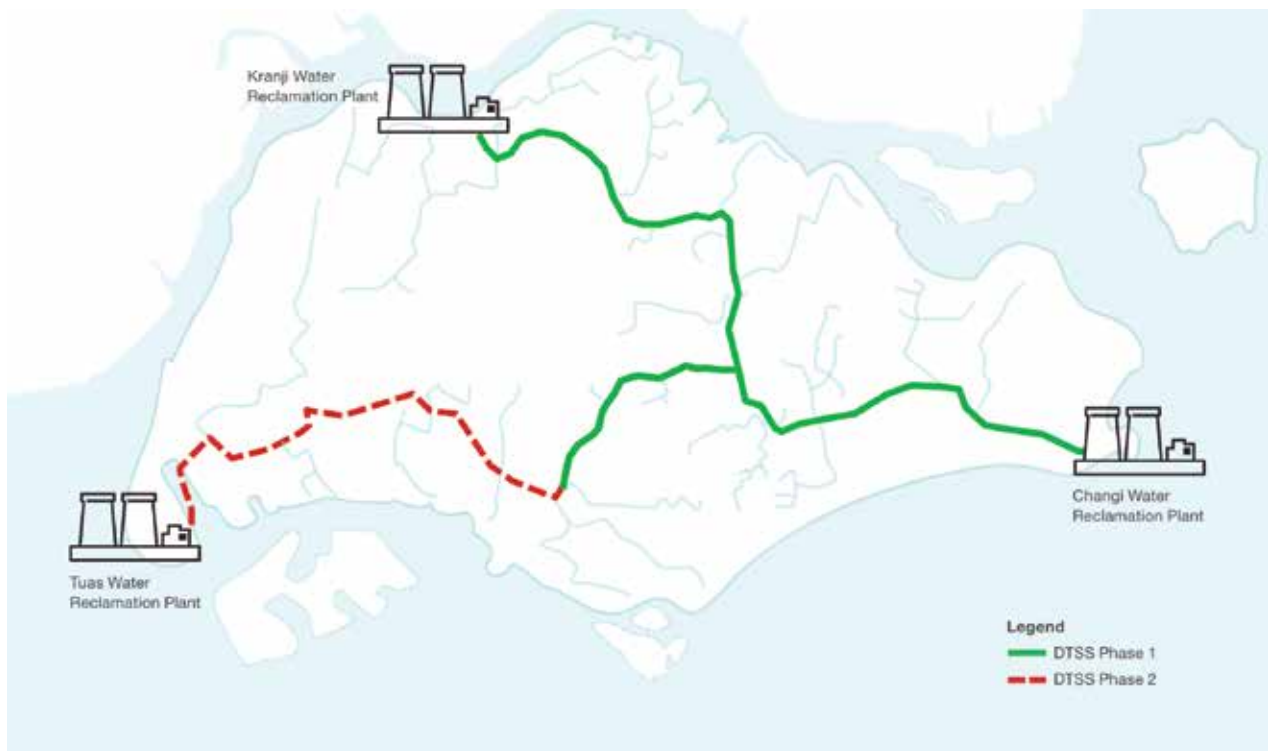 Kranji Water
Reclamation Plant
Changi Water
Reclamation Plant
Tuas Water
Reclamation Plant
Legend
DTSS Phase 1
DTSS Phase 2